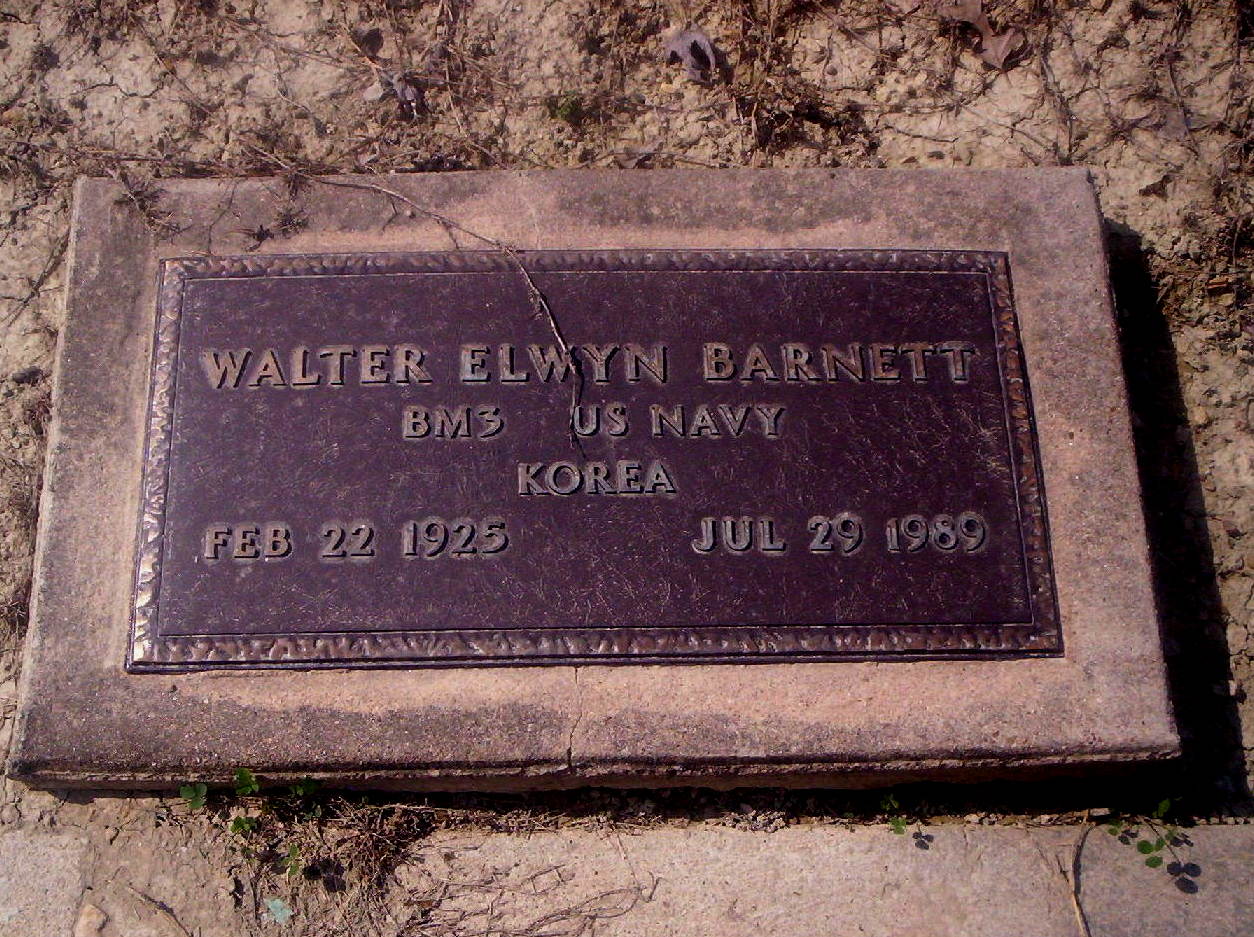 WALTER ELWYN BARNETT
BM3 US NAVY
KOREA
FEB 22 1925 JUL 29 1989